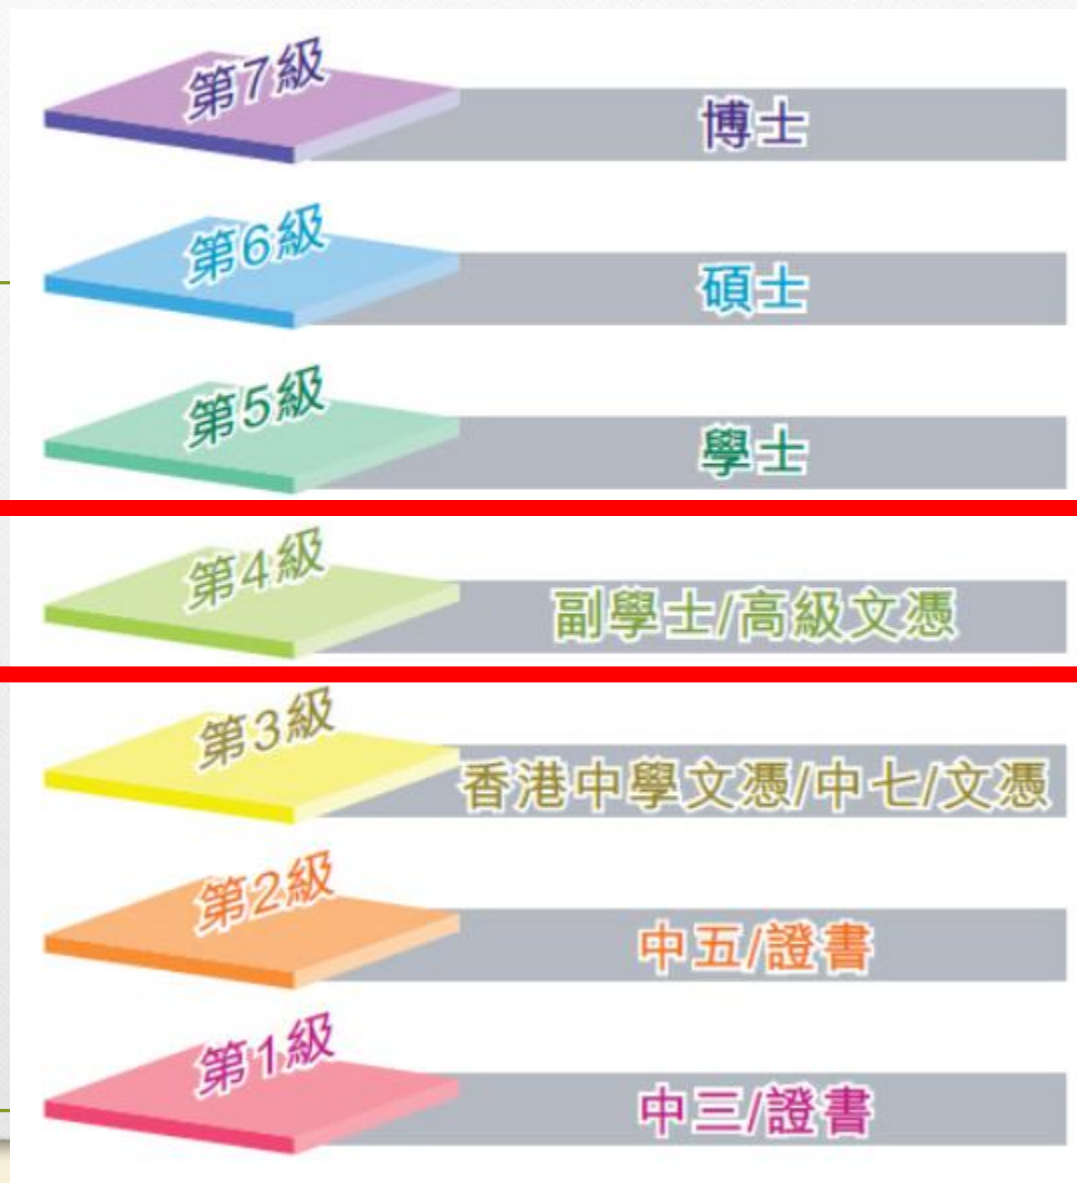 第7級 博士
第6級 碩士
第5級 學士
第4級 副學士/高級文憑
第3級 香港中學文憑/中七/文憑
第2級 中五/證書
第1級 中三/證書